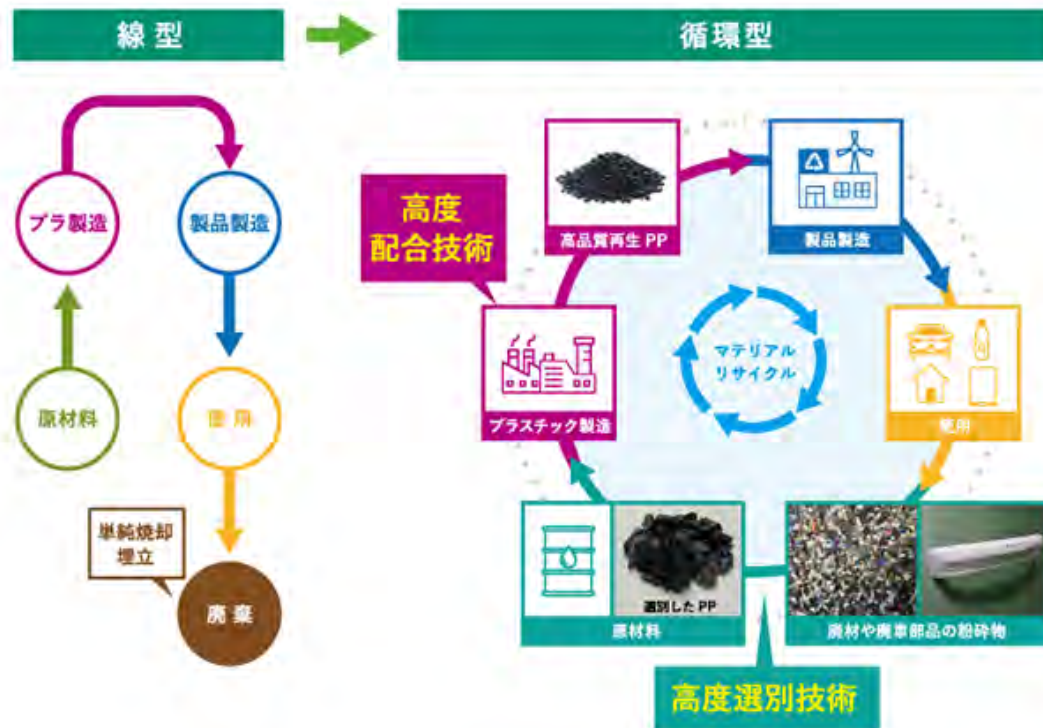 線型
循環型
プラ製造
製品製造
原材料
使用
単純焼却
埋立
廃棄
高度
配合技術
高品質再生 PP
製品製造
マテリアル
リサイクル
プラスチック製造
使用
選別した PP
原材料
廃材や廃車部品の粉砕物
高度選別技術